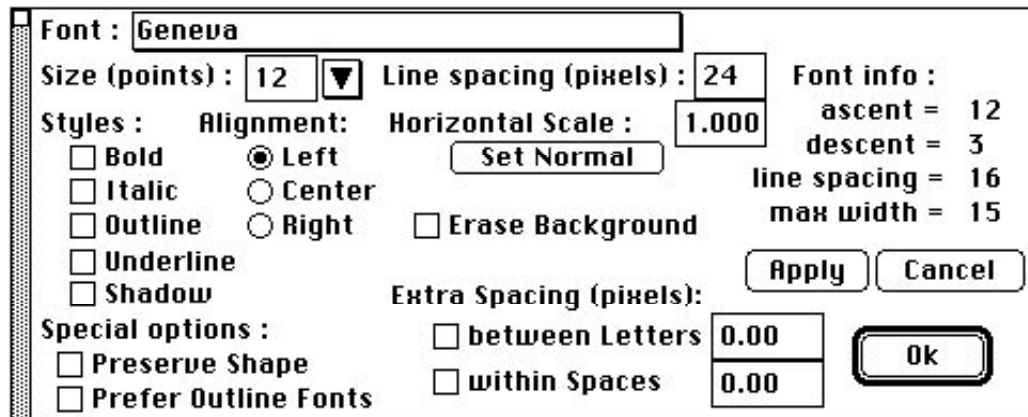 Font : Geneva
Size (points) : 12 Line spacing (pixels) : 24 Font info :
ascent = 12
Styles : Alignment: Horizontal Scale : 1.000
descent = 3
Bold Left Set Normal
line spacing = 16
Italic Center
max width = 15
Outline Right Erase Background
Underline
Apply Cancel
Shadow Extra Spacing (pixels):
Special options : between Letters 0.00
Ok
Preserve Shape
within Spaces 0.00
Prefer Outline Fonts